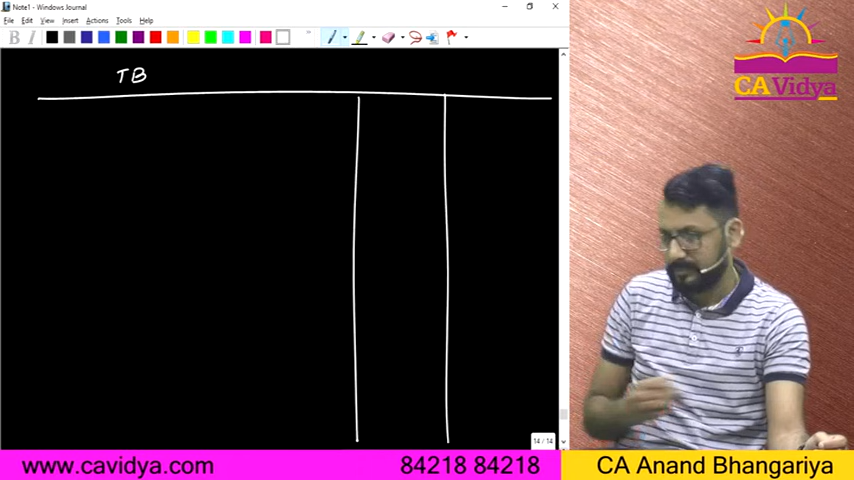 Note1 - Windows Journal
File Edit View Insert Actions Tools Help
B I
TB
14 / 14
CA Vidya
www.cavidya.com 84218 84218 CA Anand Bhangariya